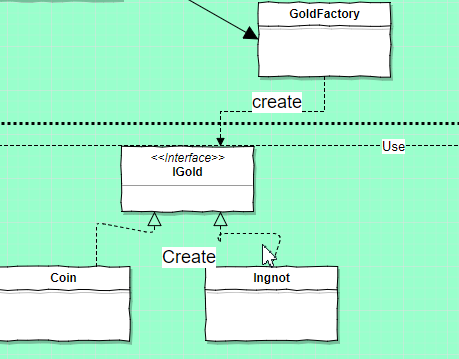 GoldFactory
create
Use
<<Interface>>
IGold
Create
Coin
Ingnot